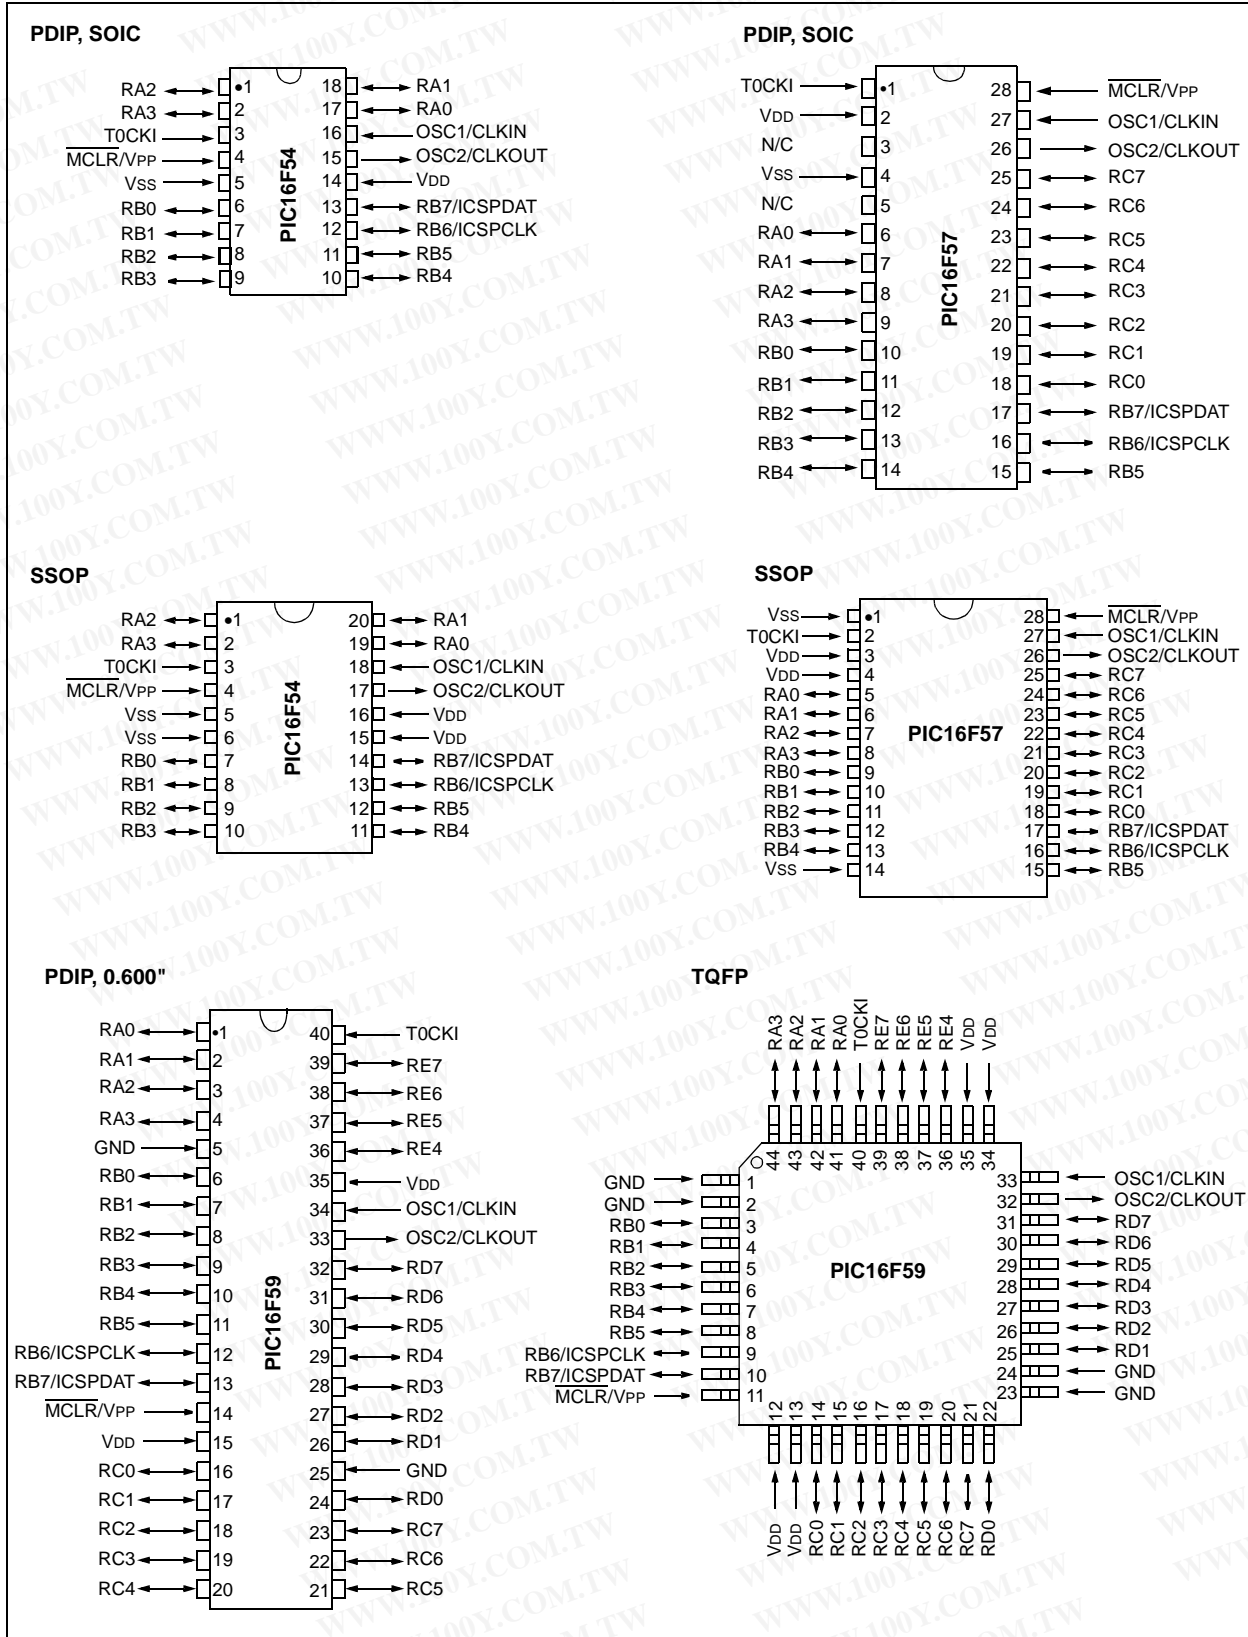 PDIP, SOIC
RA2 •1 18 RA1
RA3 2 17 RA0
T0CKI 3 16 OSC1/CLKIN
MCLR/VPP 4 15 OSC2/CLKOUT
VSS 5 14 VDD
RB0 6 13 RB7/ICSPDAT
RB1 7 12 RB6/ICSPCLK
RB2 8 11 RB5
RB3 9 10 RB4
PIC16F54
PDIP, SOIC
T0CKI •1 28 MCLR/VPP
VDD 2 27 OSC1/CLKIN
N/C 3 26 OSC2/CLKOUT
VSS 4 25 RC7
N/C 5 24 RC6
RA0 6 23 RC5
RA1 7 22 RC4
RA2 8 21 RC3
RA3 9 20 RC2
RB0 10 19 RC1
RB1 11 18 RC0
RB2 12 17 RB7/ICSPDAT
RB3 13 16 RB6/ICSPCLK
RB4 14 15 RB5
PIC16F57
SSOP
RA2 •1 20 RA1
RA3 2 19 RA0
T0CKI 3 18 OSC1/CLKIN
MCLR/VPP 4 17 OSC2/CLKOUT
VSS 5 16 VDD
VSS 6 15 VDD
RB0 7 14 RB7/ICSPDAT
RB1 8 13 RB6/ICSPCLK
RB2 9 12 RB5
RB3 10 11 RB4
PIC16F54
SSOP
VSS •1 28 MCLR/VPP
T0CKI 2 27 OSC1/CLKIN
VDD 3 26 OSC2/CLKOUT
VDD 4 25 RC7
RA0 5 24 RC6
RA1 6 23 RC5
RA2 7 22 RC4
RA3 8 21 RC3
RB0 9 20 RC2
RB1 10 19 RC1
RB2 11 18 RC0
RB3 12 17 RB7/ICSPDAT
RB4 13 16 RB6/ICSPCLK
VSS 14 15 RB5
PIC16F57
PDIP, 0.600"
RA0 •1 40 T0CKI
RA1 2 39 RE7
RA2 3 38 RE6
RA3 4 37 RE5
GND 5 36 RE4
RB0 6 35 VDD
RB1 7 34 OSC1/CLKIN
RB2 8 33 OSC2/CLKOUT
RB3 9 32 RD7
RB4 10 31 RD6
RB5 11 30 RD5
RB6/ICSPCLK 12 29 RD4
RB7/ICSPDAT 13 28 RD3
MCLR/VPP 14 27 RD2
VDD 15 26 RD1
RC0 16 25 GND
RC1 17 24 RD0
RC2 18 23 RC7
RC3 19 22 RC6
RC4 20 21 RC5
PIC16F59
TQFP
RA3 RA2 RA1 RA0 T0CKI RE7 RE6 RE5 RE4 VDD VDD
44 43 42 41 40 39 38 37 36 35 34
GND 1 33 OSC1/CLKIN
GND 2 32 OSC2/CLKOUT
RB0 3 31 RD7
RB1 4 30 RD6
RB2 5 29 RD5
RB3 6 28 RD4
RB4 7 27 RD3
RB5 8 26 RD2
RB6/ICSPCLK 9 25 RD1
RB7/ICSPDAT 10 24 GND
MCLR/VPP 11 23 GND
PIC16F59
12 13 14 15 16 17 18 19 20 21 22
VDD VDD RC0 RC1 RC2 RC3 RC4 RC5 RC6 RC7 RD0
WWW.100Y.COM.TW